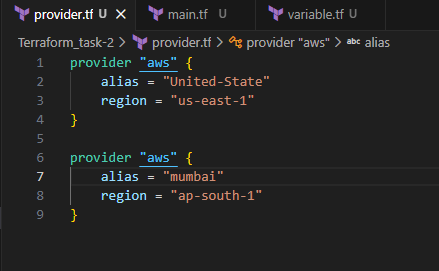 provider.tf U X main.tf U variable.tf U
Terraform_task-2 > provider.tf > provider "aws" > abc alias
1 provider "aws" {
2 alias = "United-State"
3 region = "us-east-1"
4 }
5
6 provider "aws" {
7 alias = "mumbai"
8 region = "ap-south-1"
9 }